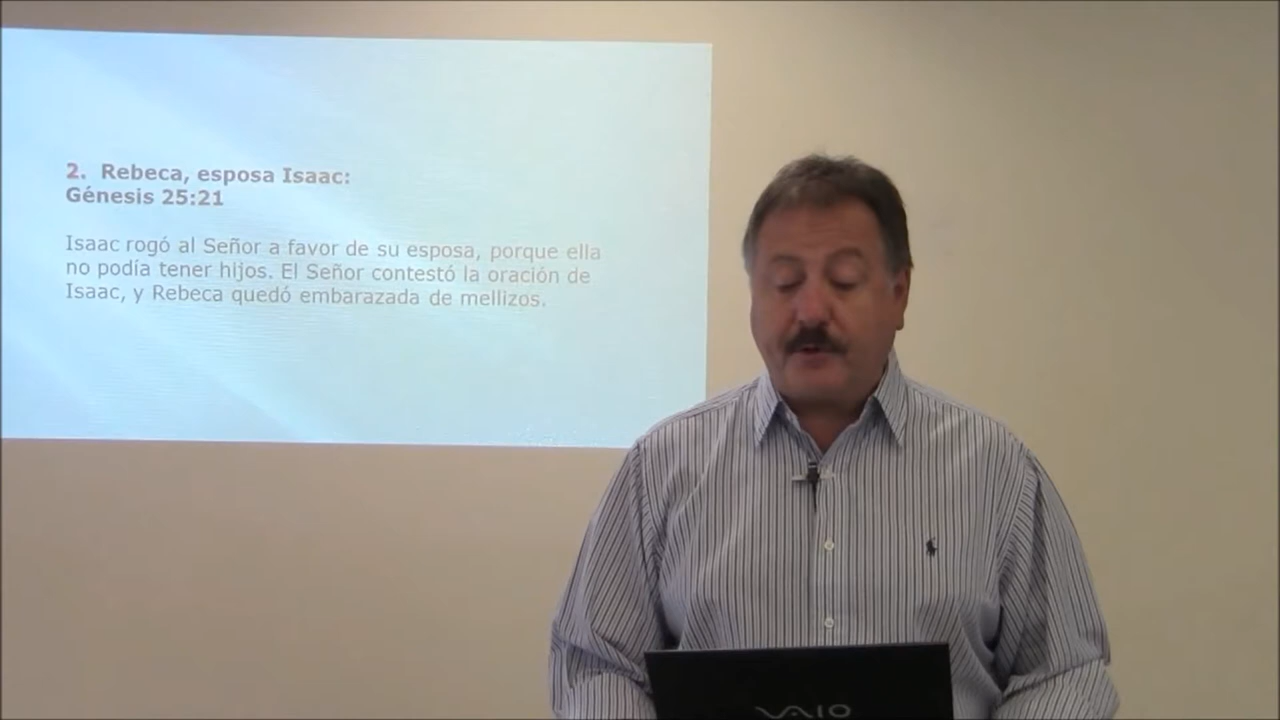 2. Rebeca, esposa Isaac:
Génesis 25:21
Isaac rogó al Señor a favor de su esposa, porque ella
no podía tener hijos. El Señor contestó la oración de
Isaac, y Rebeca quedó embarazada de mellizos.
VAIO